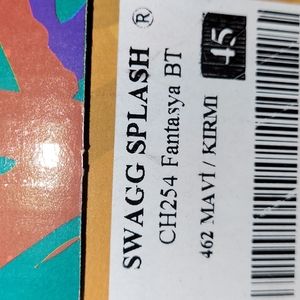 SWAGG SPLASH ®
CH254 Fantasya BT
462 MAVİ / KIRMI
45